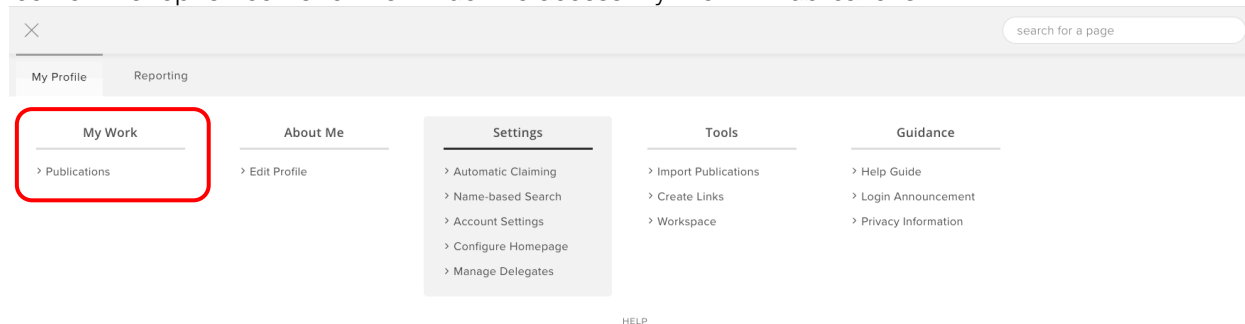 search for a page
My Profile
Reporting
My Work
> Publications
About Me
> Edit Profile
Settings
> Automatic Claiming
> Name-based Search
> Account Settings
> Configure Homepage
> Manage Delegates
Tools
> Import Publications
> Create Links
> Workspace
Guidance
> Help Guide
> Login Announcement
> Privacy Information
HELP